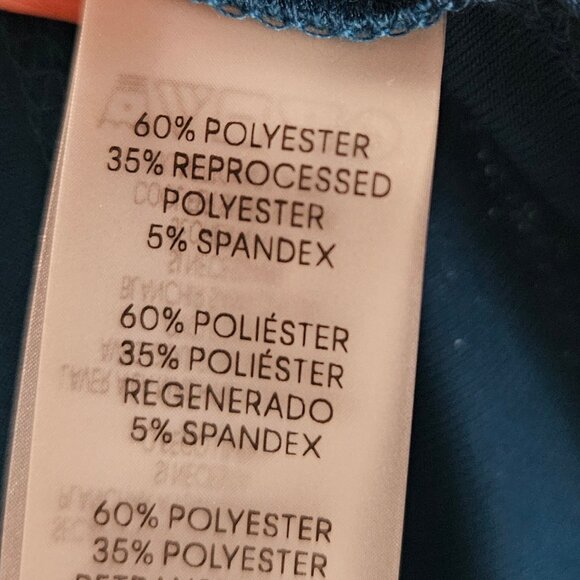 60% POLYESTER
35% REPROCESSED
POLYESTER
5% SPANDEX
60% POLIÉSTER
35% POLIÉSTER
REGENERADO
5% SPANDEX
60% POLYESTER
35% POLYESTER